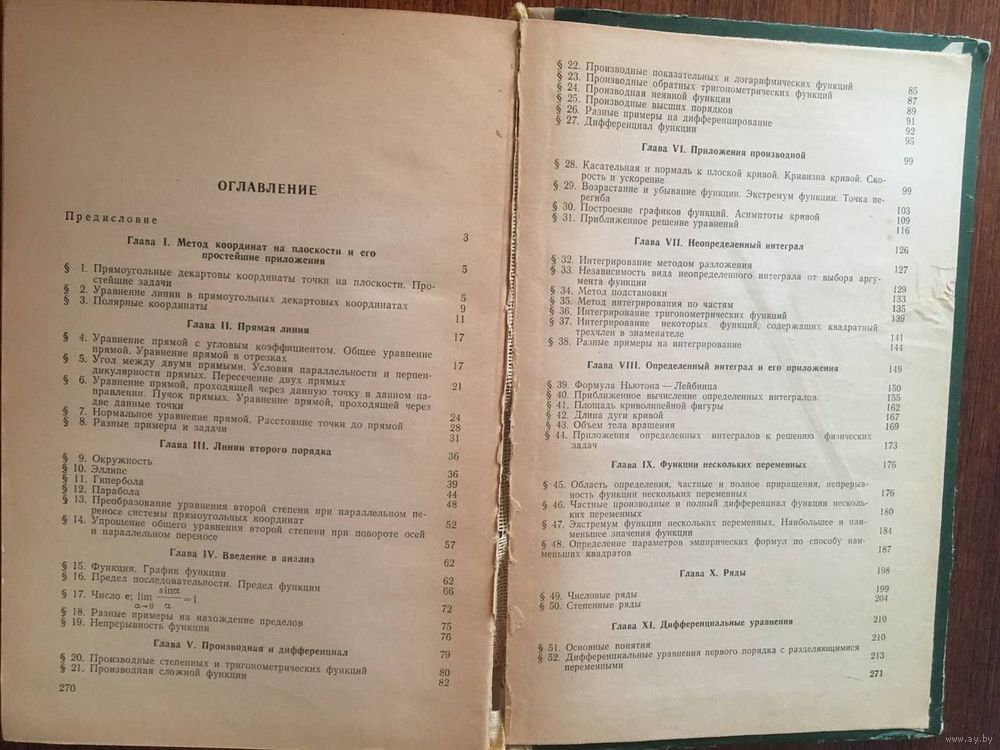 ОГЛАВЛЕНИЕ
Предисловие 3
Глава I. Метод координат на плоскости и его
простейшие приложения 5
§ 1. Прямоугольные декартовы координаты точки на плоскости. Про-
стейшие задачи 5
§ 2. Уравнение линии в прямоугольных декартовых координатах 9
§ 3. Полярные координаты 11
Глава II. Прямая линия 17
§ 4. Уравнение прямой с угловым коэффициентом. Общее уравнение
прямой. Уравнение прямой в отрезках 17
§ 5. Угол между двумя прямыми. Условия параллельности и перпен-
дикулярности прямых. Пересечение двух прямых 21
§ 6. Уравнение прямой, проходящей через данную точку в данном на-
правлении. Пучок прямых. Уравнение прямой, проходящей через
две данные точки 24
§ 7. Нормальное уравнение прямой. Расстояние точки до прямой 28
§ 8. Разные примеры и задачи 31
Глава III. Линии второго порядка 36
§ 9. Окружность 36
§ 10. Эллипс 39
§ 11. Гипербола 44
§ 12. Парабола 48
§ 13. Преобразование уравнения второй степени при параллельном пе-
реносе системы прямоугольных координат 52
§ 14. Упрощение общего уравнения второй степени при повороте осей
и параллельном переносе 57
Глава IV. Введение в анализ 62
§ 15. Функция. График функции 62
§ 16. Предел последовательности. Предел функции 66
§ 17. Число e; lim sinα/α = 1 72
α→0
§ 18. Разные примеры на нахождение пределов 75
§ 19. Непрерывность функции 76
Глава V. Производная и дифференциал 79
§ 20. Производные степенных и тригонометрических функций 80
§ 21. Производная сложной функции 82
270
§ 22. Производные показательных и логарифмических функций 85
§ 23. Производные обратных тригонометрических функций 87
§ 24. Производная неявной функции 89
§ 25. Производные высших порядков 91
§ 26. Разные примеры на дифференцирование 92
§ 27. Дифференциал функции 95
Глава VI. Приложения производной 99
§ 28. Касательная и нормаль к плоской кривой. Кривизна кривой. Ско-
рость и ускорение 99
§ 29. Возрастание и убывание функции. Экстремум функции. Точка пе-
региба 103
§ 30. Построение графиков функций. Асимптоты кривой 109
§ 31. Приближенное решение уравнений 116
Глава VII. Неопределенный интеграл 126
§ 32. Интегрирование методом разложения 127
§ 33. Независимость вида неопределенного интеграла от выбора аргу-
мента функции 129
§ 34. Метод подстановки 133
§ 35. Метод интегрирования по частям 135
§ 36. Интегрирование тригонометрических функций 139
§ 37. Интегрирование некоторых функций, содержащих квадратный
трехчлен в знаменателе 141
§ 38. Разные примеры на интегрирование 144
Глава VIII. Определенный интеграл и его приложения 149
§ 39. Формула Ньютона — Лейбница 150
§ 40. Приближенное вычисление определенных интегралов 155
§ 41. Площадь криволинейной фигуры 162
§ 42. Длина дуги кривой 167
§ 43. Объем тела вращения 169
§ 44. Приложения определенных интегралов к решению физических
задач 173
Глава IX. Функции нескольких переменных 176
§ 45. Область определения, частные и полное приращения, непрерыв-
ность функции нескольких переменных 176
§ 46. Частные производные и полный дифференциал функции несколь-
ких переменных 180
§ 47. Экстремум функции нескольких переменных. Наибольшее и наи-
меньшее значения функции 184
§ 48. Определение параметров эмпирических формул по способу наи-
меньших квадратов 187
Глава X. Ряды 198
§ 49. Числовые ряды 199
§ 50. Степенные ряды 204
Глава XI. Дифференциальные уравнения 210
§ 51. Основные понятия 210
§ 52. Дифференциальные уравнения первого порядка с разделяющимися
переменными 213
271
www.ay.by